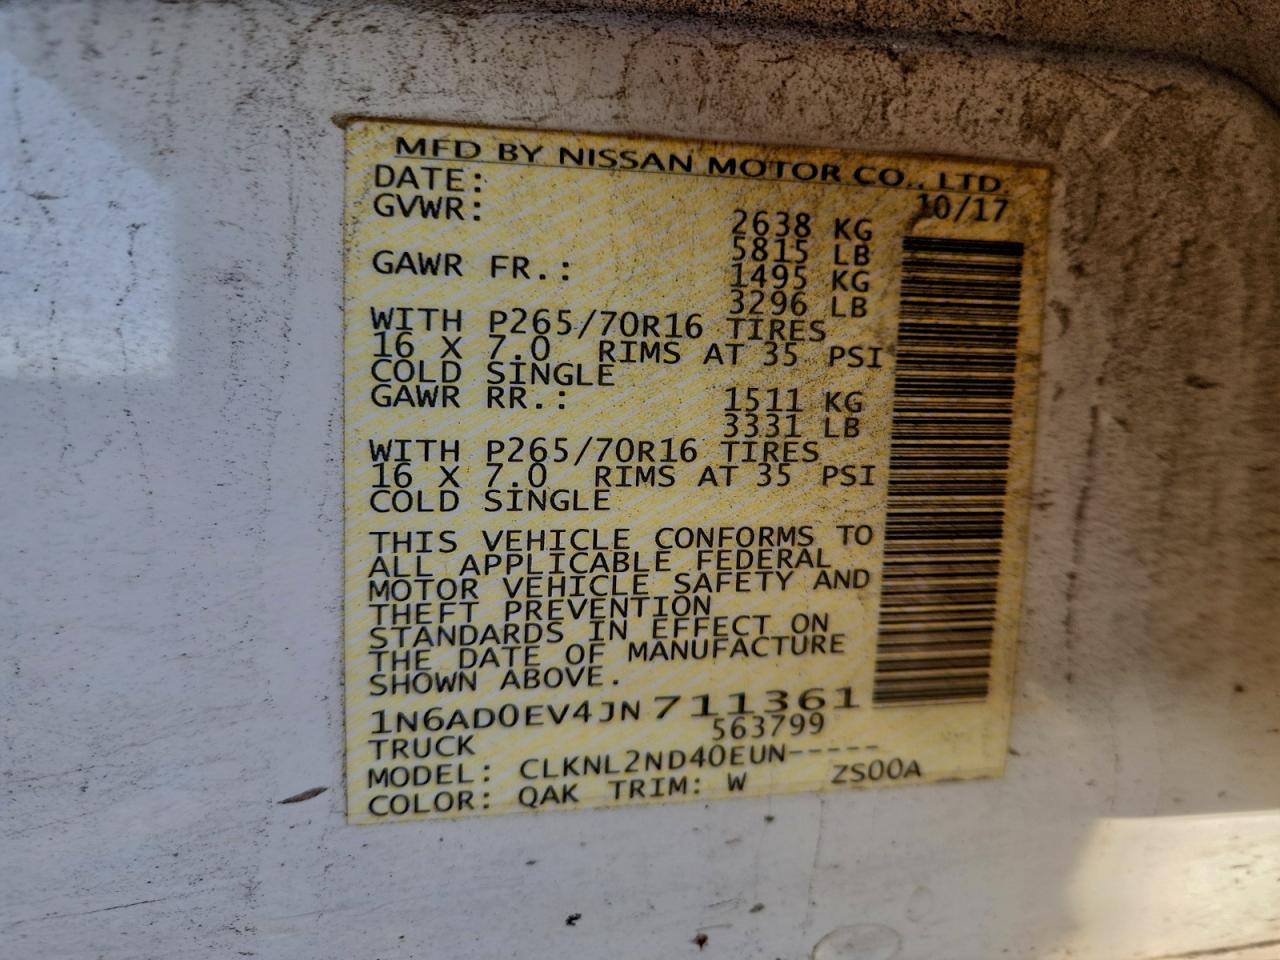 MFD BY NISSAN MOTOR CO., LTD.
DATE: 10/17
GVWR: 2638 KG
5815 LB
GAWR FR.: 1495 KG
3296 LB
WITH P265/70R16 TIRES
16 X 7.0 RIMS AT 35 PSI
COLD SINGLE
GAWR RR.: 1511 KG
3331 LB
WITH P265/70R16 TIRES
16 X 7.0 RIMS AT 35 PSI
COLD SINGLE
THIS VEHICLE CONFORMS TO
ALL APPLICABLE FEDERAL
MOTOR VEHICLE SAFETY AND
THEFT PREVENTION
STANDARDS IN EFFECT ON
THE DATE OF MANUFACTURE
SHOWN ABOVE.
1N6AD0EV4JN711361
TRUCK 563799
MODEL: CLKNL2ND40EUN-----
COLOR: QAK TRIM: W ZS00A